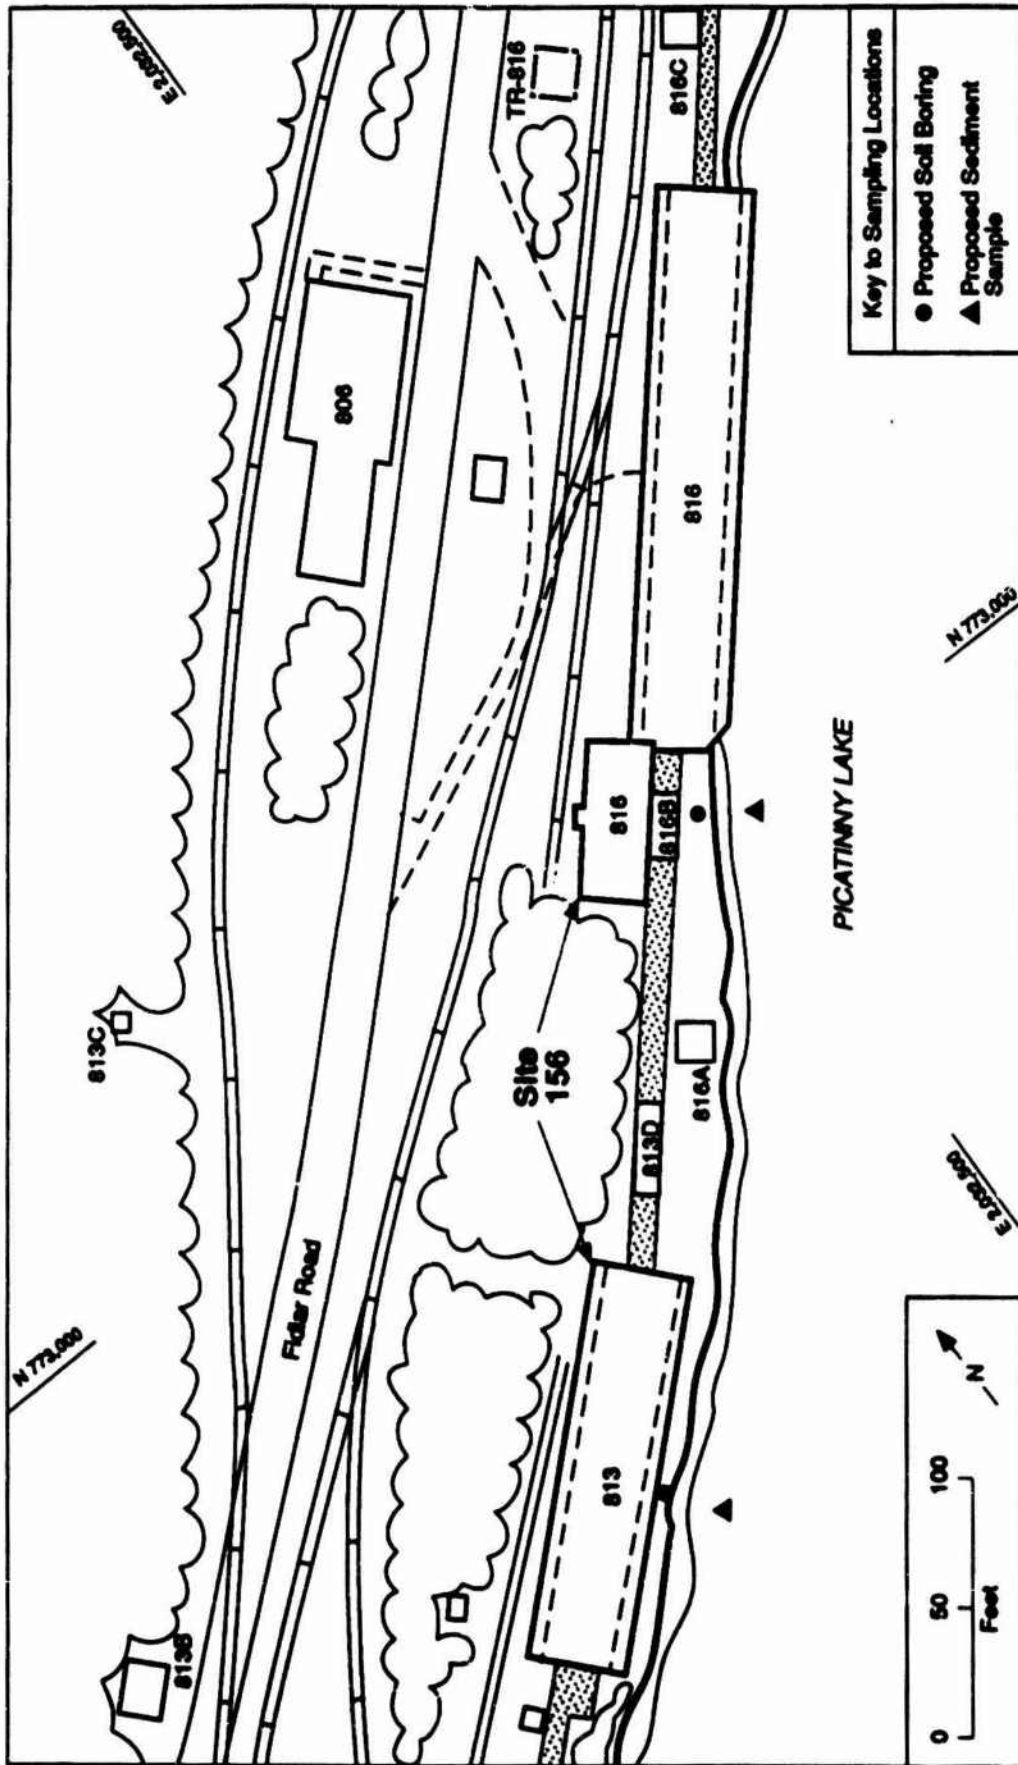 E 2,032,500
TR-816
816C
806
816
816
816B
N 773,000
PICATINNY LAKE
813C
Site
156
816A
813D
E 2,032,500
Fidlar Road
N 773,000
813
813B
Key to Sampling Locations
● Proposed Soil Boring
▲ Proposed Sediment
Sample
N
0 50 100
Feet